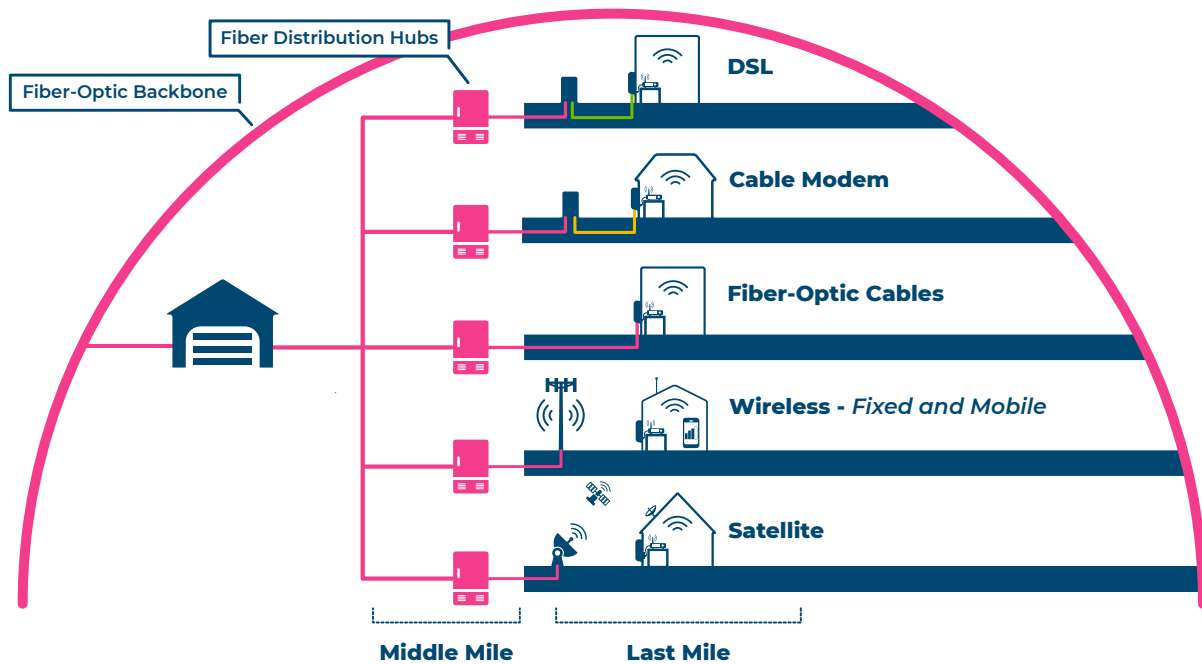 Fiber Distribution Hubs
Fiber-Optic Backbone
DSL
Cable Modem
Fiber-Optic Cables
Wireless - Fixed and Mobile
Satellite
Middle Mile
Last Mile